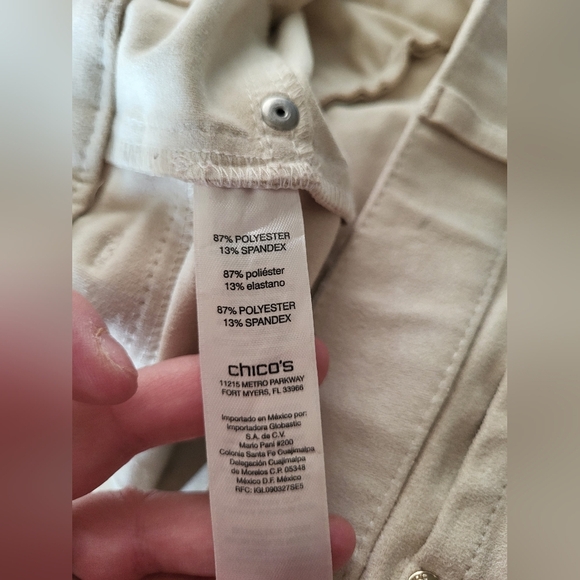 87% POLYESTER
13% SPANDEX
87% poliéster
13% elastano
87% POLYESTER
13% SPANDEX
chico's
11215 METRO PARKWAY
FORT MYERS, FL 33966
Importado en México por:
Importadora Globastic
S.A. de C.V.
Mario Pani #200
Colonia Santa Fe Cuajimalpa
Delegación Cuajimalpa
de Morelos C.P. 05348
México D.F. México
RFC: IGL090327SE5